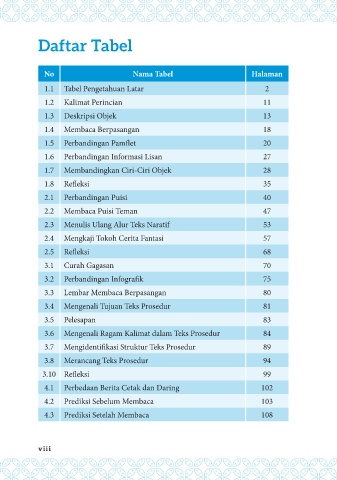 Daftar Tabel
No Nama Tabel Halaman
1.1 Tabel Pengetahuan Latar 2
1.2 Kalimat Perincian 11
1.3 Deskripsi Objek 13
1.4 Membaca Berpasangan 18
1.5 Perbandingan Pamflet 20
1.6 Perbandingan Informasi Lisan 27
1.7 Membandingkan Ciri-Ciri Objek 28
1.8 Refleksi 35
2.1 Perbandingan Puisi 40
2.2 Membaca Puisi Teman 47
2.3 Menulis Ulang Alur Teks Naratif 53
2.4 Mengkaji Tokoh Cerita Fantasi 57
2.5 Refleksi 68
3.1 Curah Gagasan 70
3.2 Perbandingan Infografik 75
3.3 Lembar Membaca Berpasangan 80
3.4 Mengenali Tujuan Teks Prosedur 81
3.5 Pelesapan 83
3.6 Mengenali Ragam Kalimat dalam Teks Prosedur 84
3.7 Mengidentifikasi Struktur Teks Prosedur 89
3.8 Merancang Teks Prosedur 94
3.10 Refleksi 99
4.1 Perbedaan Berita Cetak dan Daring 102
4.2 Prediksi Sebelum Membaca 103
4.3 Prediksi Setelah Membaca 108
viii